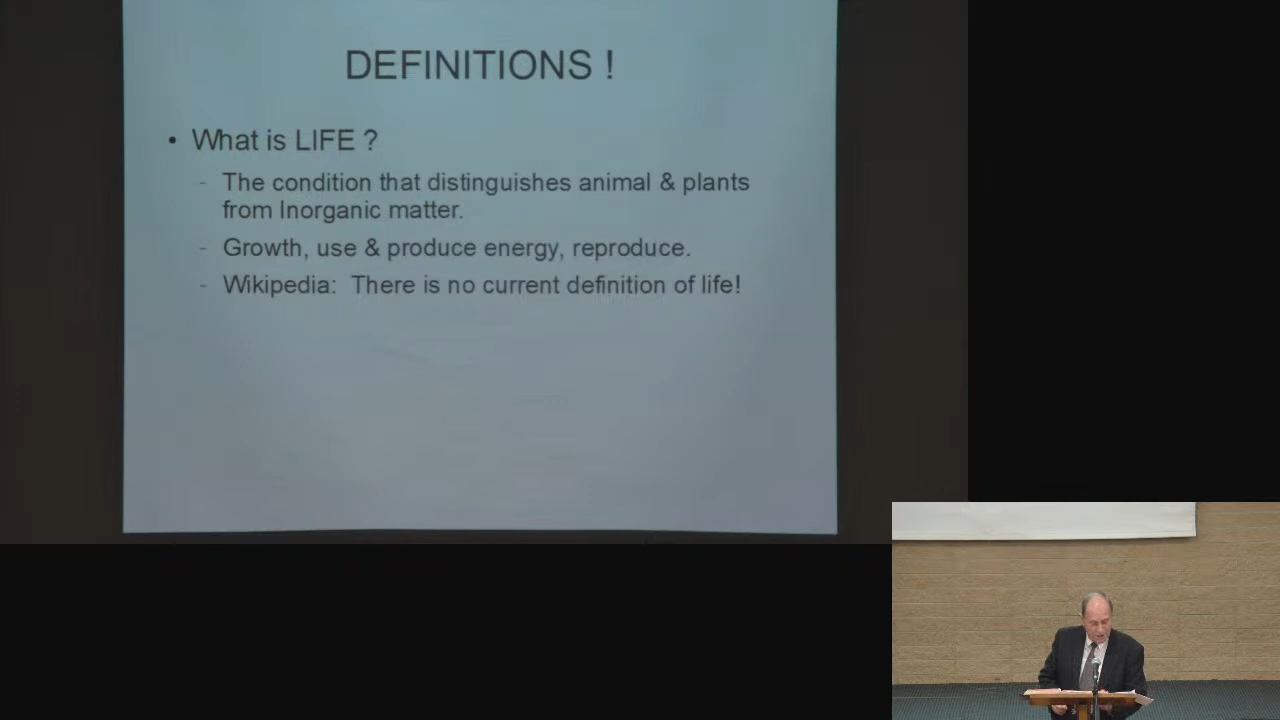 DEFINITIONS !
• What is LIFE ?
- The condition that distinguishes animal & plants
from Inorganic matter.
- Growth, use & produce energy, reproduce.
- Wikipedia: There is no current definition of life!